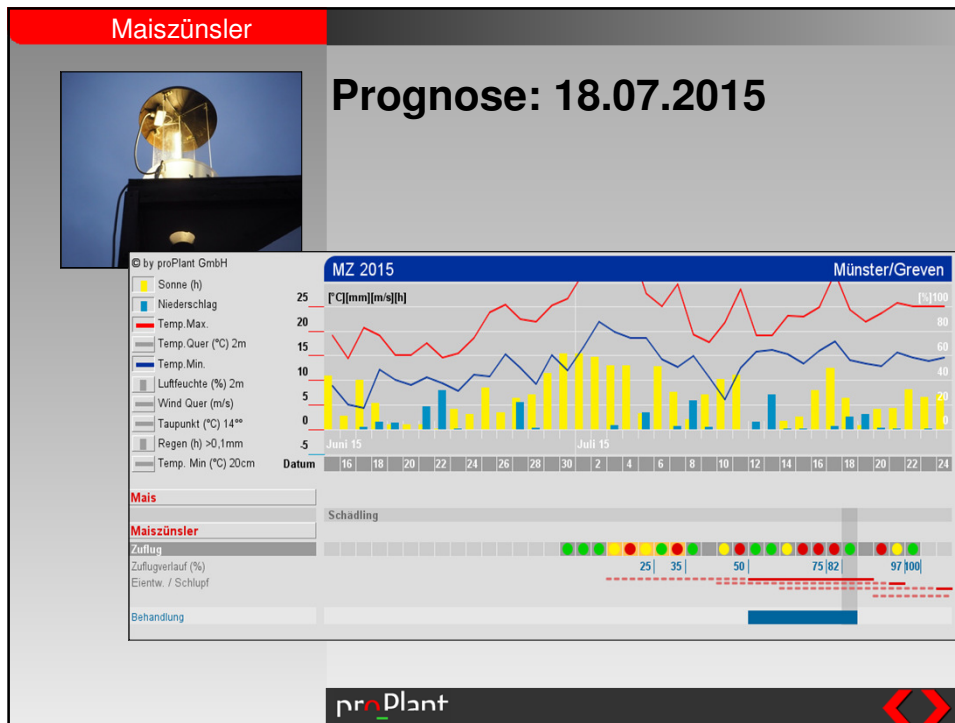 Maiszünsler
Prognose: 18.07.2015
© by proPlant GmbH
Sonne (h)
Niederschlag
Temp.Max.
Temp.Quer (°C) 2m
Temp.Min.
Luftfeuchte (%) 2m
Wind Quer (m/s)
Taupunkt (°C) 14°°
Regen (h) >0,1mm
Temp. Min (°C) 20cm
MZ 2015 Münster/Greven
[°C][mm][m/s][h] [%]100
25
20 80
15 60
10 40
5 20
0 0
-5 Juni 15 Juli 15
Datum 16 18 20 22 24 26 28 30 2 4 6 8 10 12 14 16 18 20 22 24
Mais
Schädling
Maiszünsler
Zuflug
Zuflugverlauf (%) 25 35 50 75 82 97 100
Eientw. / Schlupf
Behandlung
proPlant